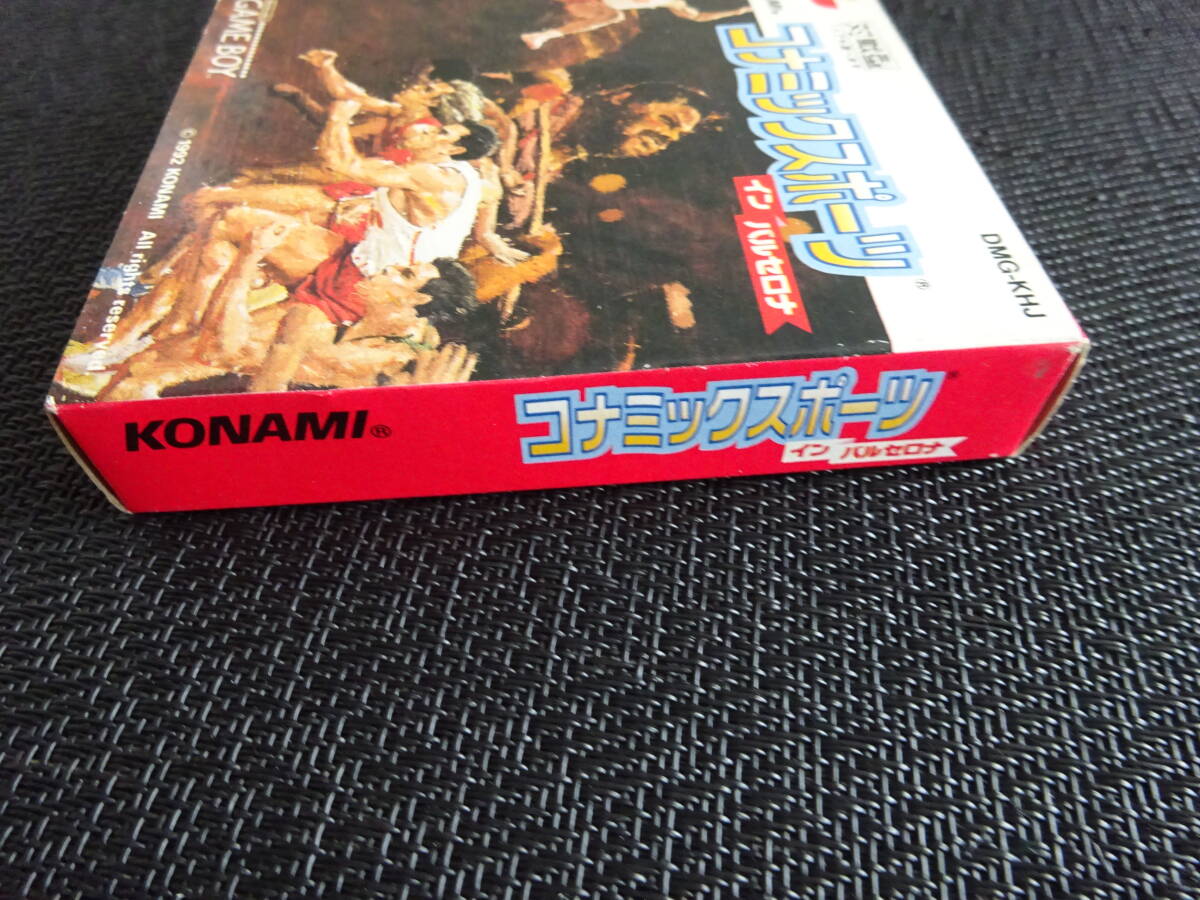 GAME BOY
© 1992 KONAMI All rights reserved
コナミックスポーツ®
イン バルセロナ
DMG-KHJ
KONAMI®
コナミックスポーツ
イン バルセロナ